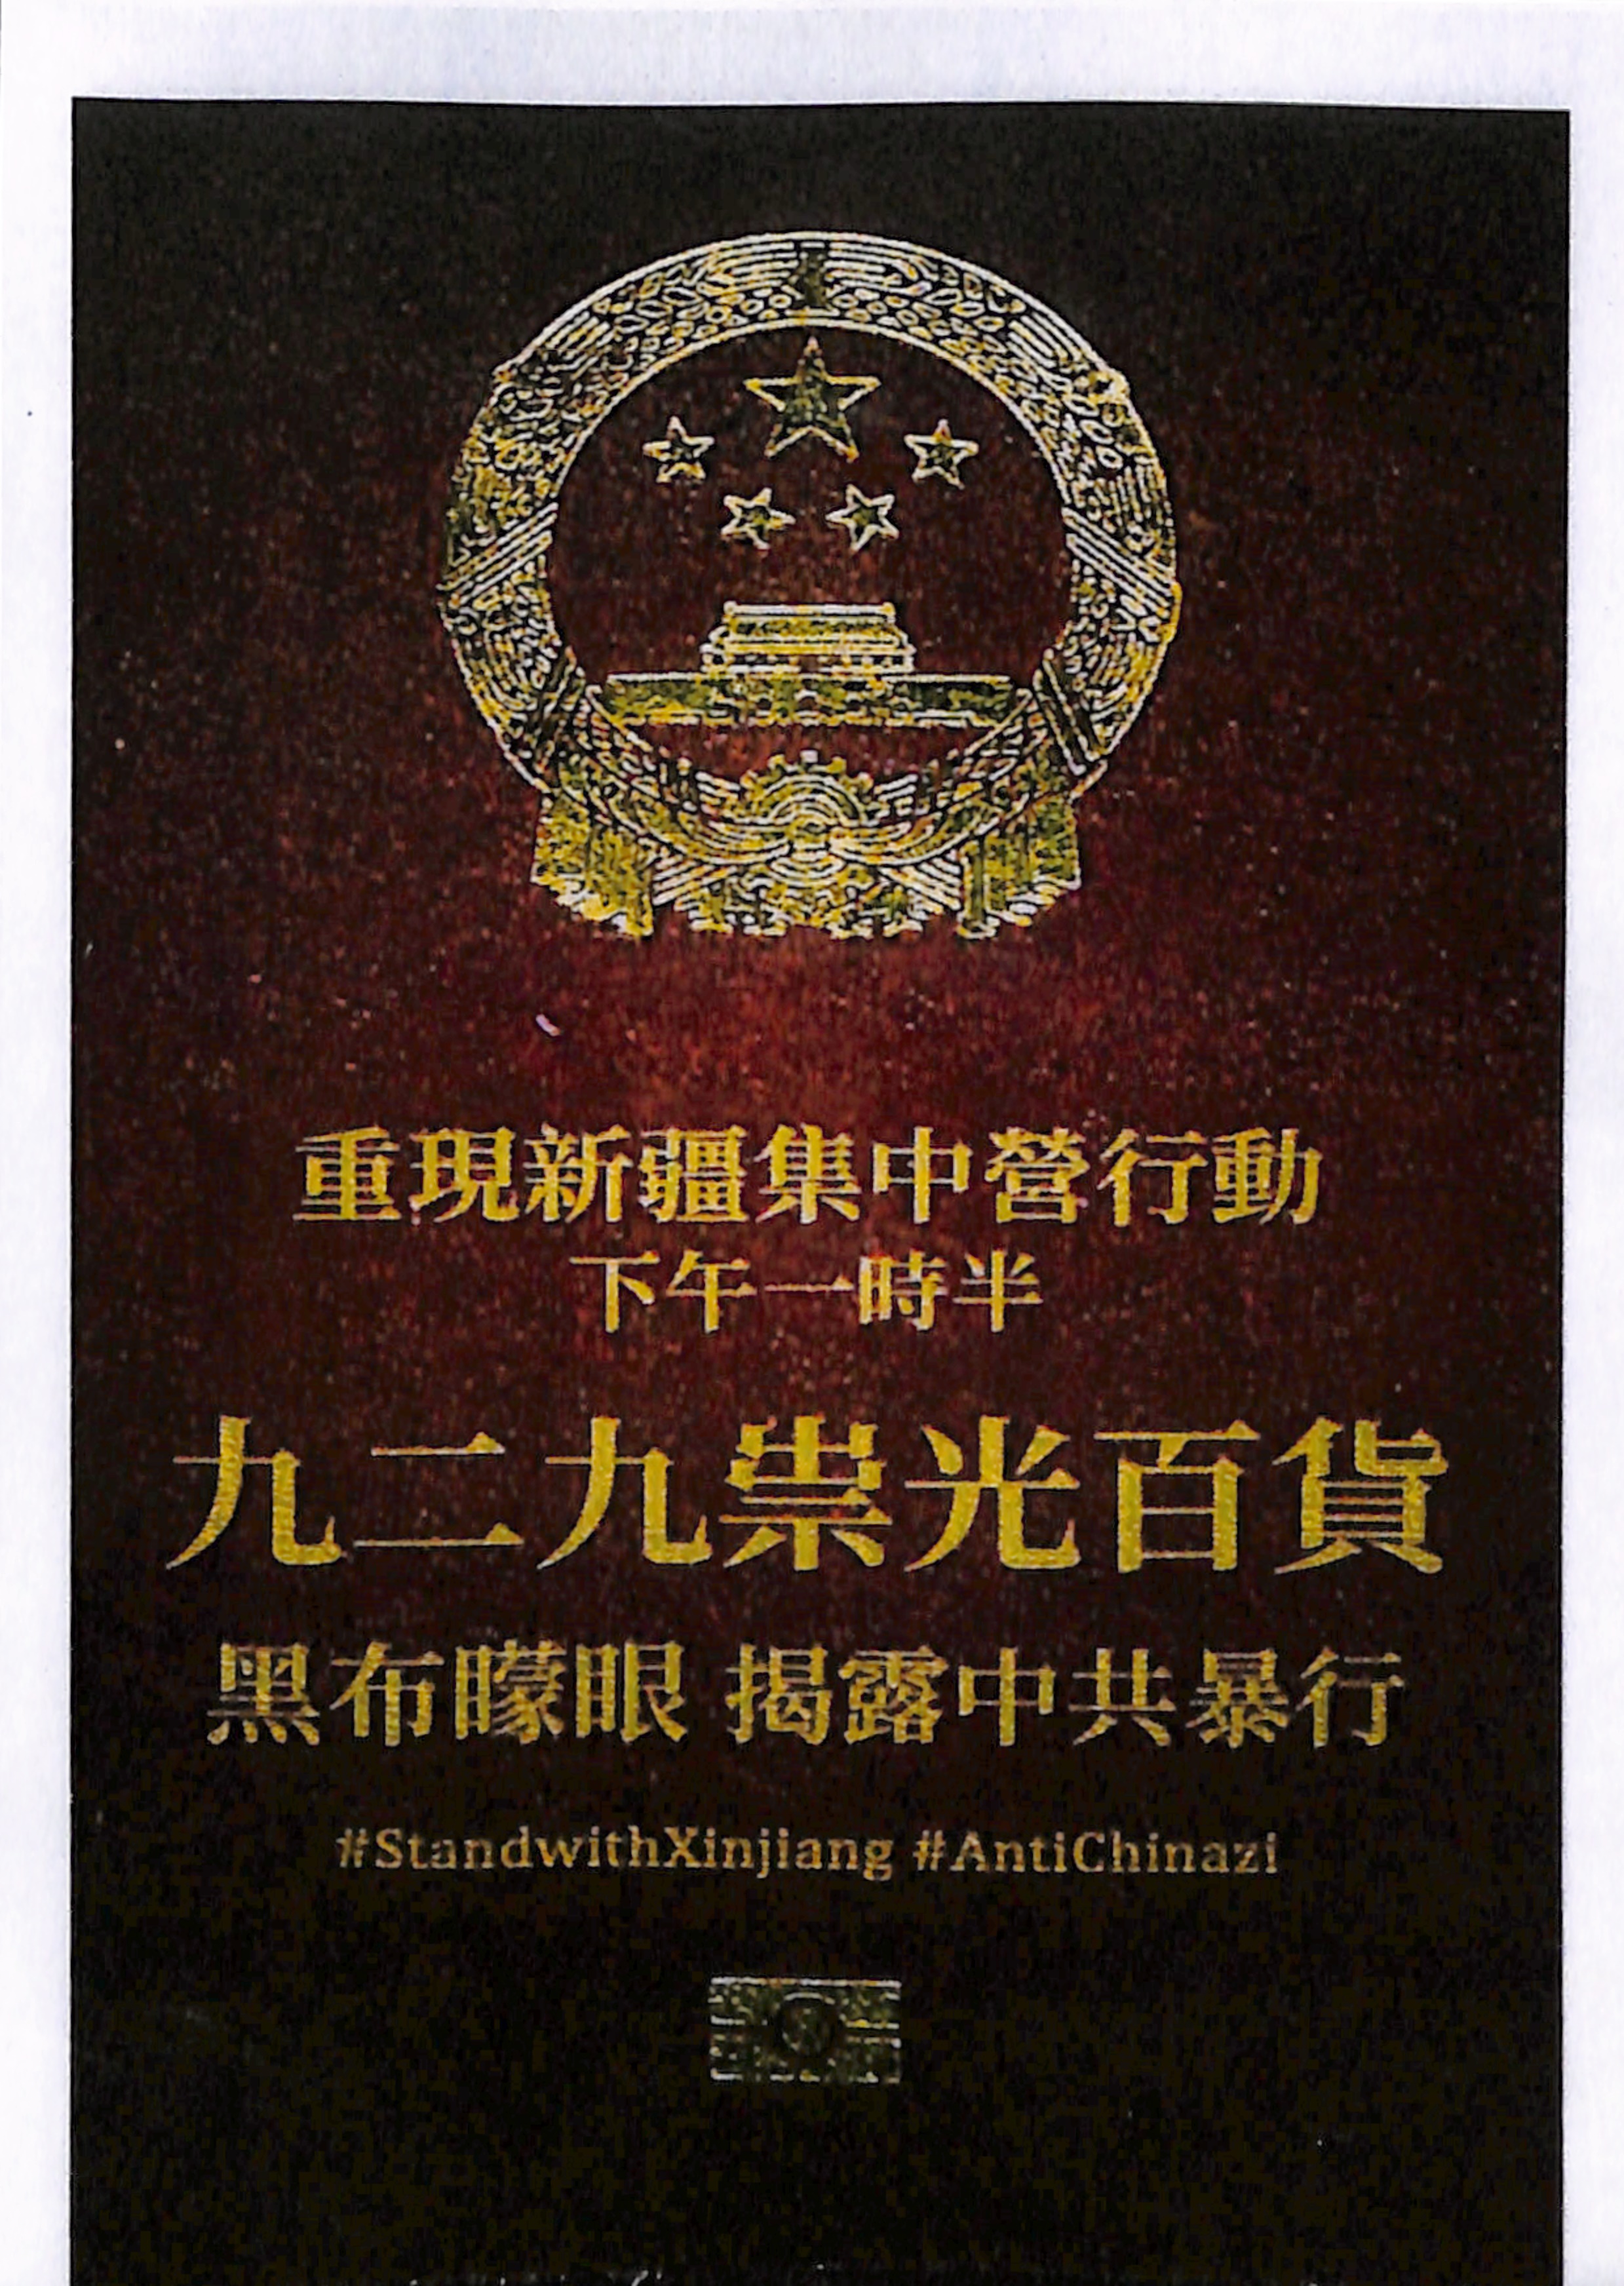 重現新疆集中營行動
下午一時半
九二九崇光百貨
黑布矇眼 揭露中共暴行
#StandwithXinjiang #AntiChinazi